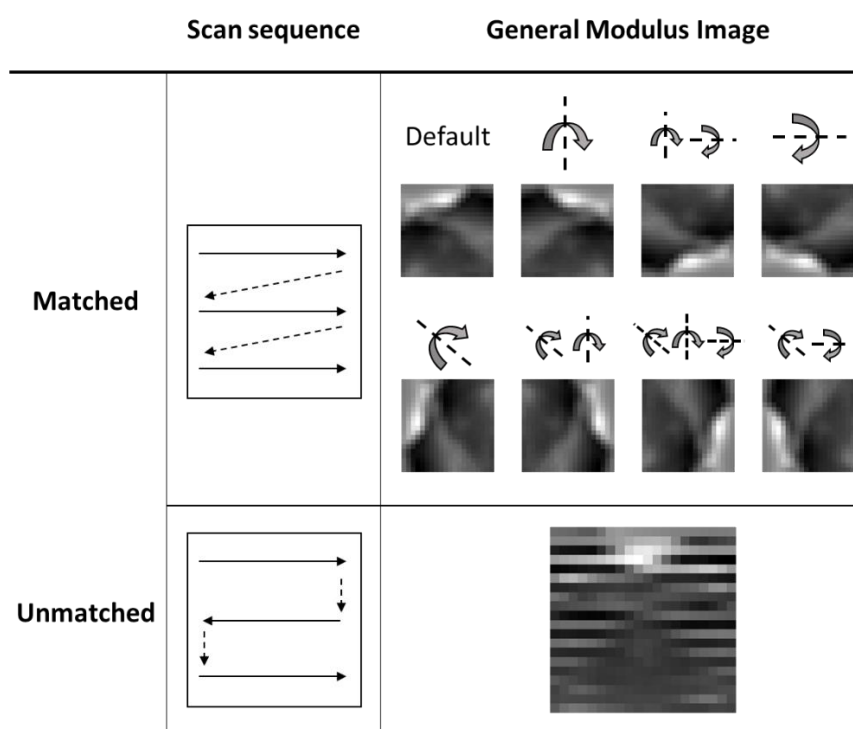 Scan sequence
General Modulus Image
Matched
Default
Unmatched